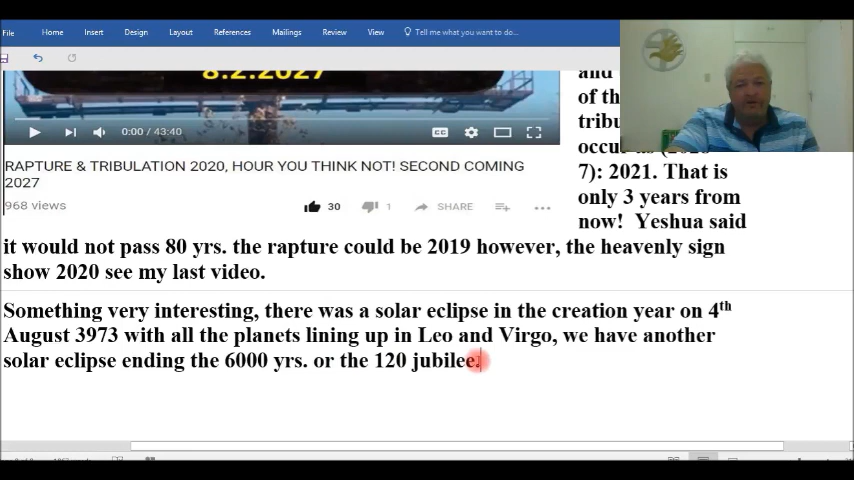 File Home Insert Design Layout References Mailings Review View Tell me what you want to do...
8.2.2027
0:00 / 43:40
CC
RAPTURE & TRIBULATION 2020, HOUR YOU THINK NOT! SECOND COMING
2027
968 views 30 1 SHARE
and
of th
tribu
7): 2021. That is
only 3 years from
now! Yeshua said
it would not pass 80 yrs. the rapture could be 2019 however, the heavenly sign
show 2020 see my last video.
Something very interesting, there was a solar eclipse in the creation year on 4th
August 3973 with all the planets lining up in Leo and Virgo, we have another
solar eclipse ending the 6000 yrs. or the 120 jubilee.